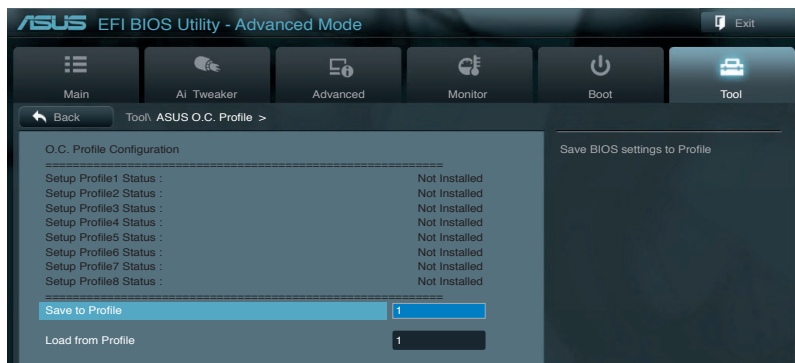 ASUS EFI BIOS Utility - Advanced Mode
Exit
Main
Ai Tweaker
Advanced
Monitor
Boot
Tool
Back
Tool\ ASUS O.C. Profile >
O.C. Profile Configuration
Save BIOS settings to Profile
============================================================
Setup Profile1 Status : Not Installed
Setup Profile2 Status : Not Installed
Setup Profile3 Status : Not Installed
Setup Profile4 Status : Not Installed
Setup Profile5 Status : Not Installed
Setup Profile6 Status : Not Installed
Setup Profile7 Status : Not Installed
Setup Profile8 Status : Not Installed
============================================================
Save to Profile 1
Load from Profile 1